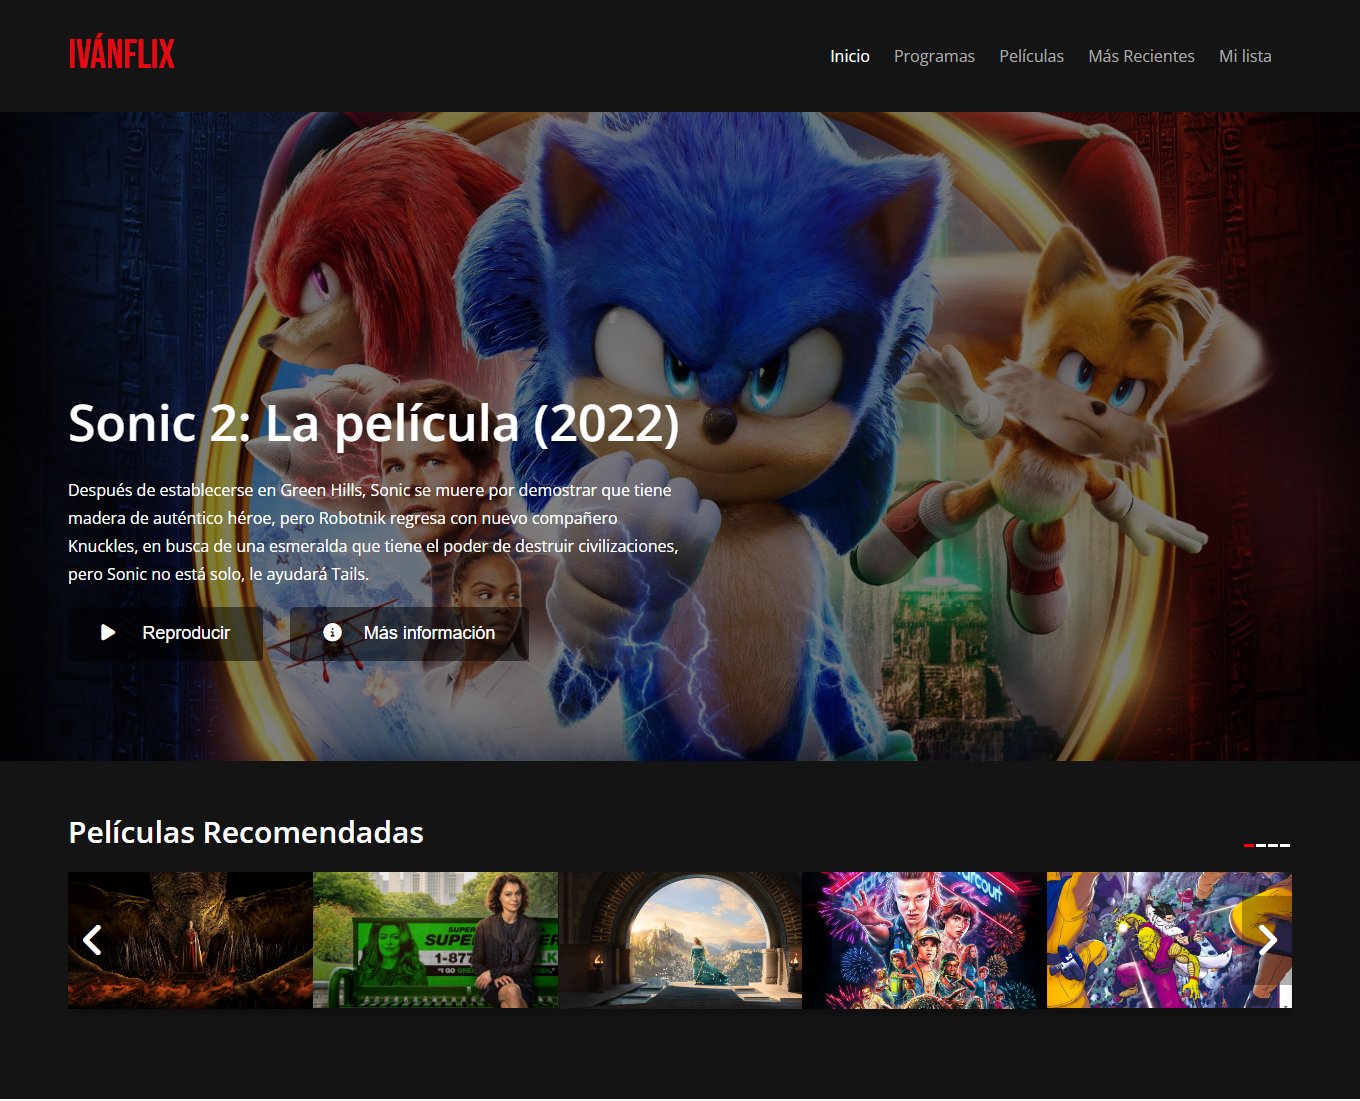 IVÁNFLIX
Inicio Programas Películas Más Recientes Mi lista
Sonic 2: La película (2022)
Después de establecerse en Green Hills, Sonic se muere por demostrar que tiene
madera de auténtico héroe, pero Robotnik regresa con nuevo compañero
Knuckles, en busca de una esmeralda que tiene el poder de destruir civilizaciones,
pero Sonic no está solo, le ayudará Tails.
Reproducir Más información
Películas Recomendadas
1-877